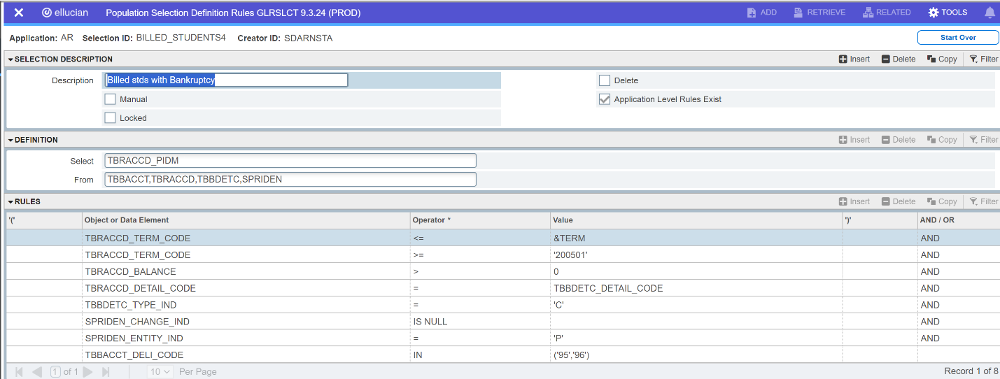 ✕ ellucian Population Selection Definition Rules GLRSLCT 9.3.24 (PROD) ADD RETRIEVE RELATED TOOLS
Application: AR Selection ID: BILLED_STUDENTS4 Creator ID: SDARNSTA Start Over
SELECTION DESCRIPTION Insert Delete Copy Filter
Description Billed stds with Bankruptcy Delete
Manual Application Level Rules Exist
Locked
DEFINITION Insert Delete Copy Filter
Select TBRACCD_PIDM
From TBBACCT,TBRACCD,TBBDETC,SPRIDEN
RULES Insert Delete Copy Filter
'(' Object or Data Element Operator * Value ')' AND / OR
TBRACCD_TERM_CODE <= &TERM AND
TBRACCD_TERM_CODE >= '200501' AND
TBRACCD_BALANCE > 0 AND
TBRACCD_DETAIL_CODE = TBBDETC_DETAIL_CODE AND
TBBDETC_TYPE_IND = 'C' AND
SPRIDEN_CHANGE_IND IS NULL AND
SPRIDEN_ENTITY_IND = 'P' AND
TBBACCT_DELI_CODE IN ('95','96')
1 of 1 10 Per Page Record 1 of 8